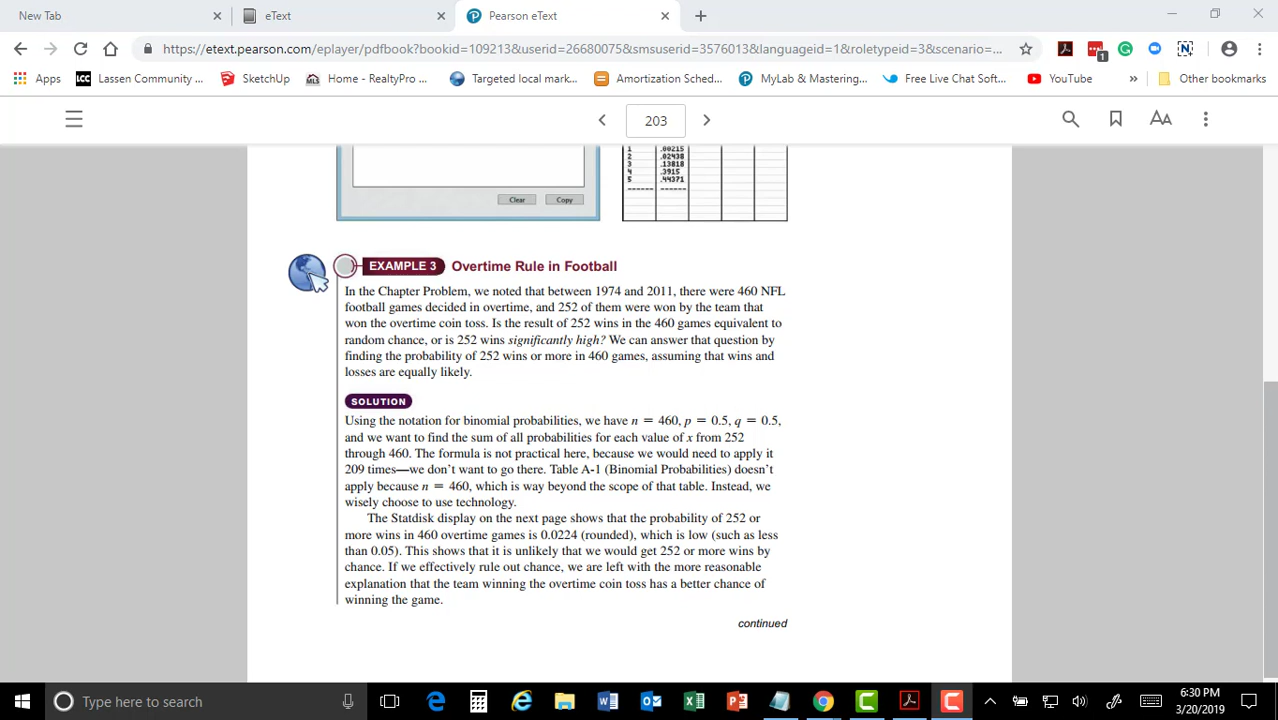 New Tab
eText
Pearson eText
https://etext.pearson.com/eplayer/pdfbook?bookid=109213&userid=26680075&smsuserid=3576013&languageid=1&roletypeid=3&scenario=...
1
Apps
LCC Lassen Community ...
SketchUp
Home - RealtyPro ...
Targeted local mark...
Amortization Sched...
MyLab & Mastering...
Free Live Chat Soft...
YouTube
»
Other bookmarks
203
Clear
Copy
1 .00215
2 .02438
3 .13818
4 .3915
5 .44371
EXAMPLE 3 Overtime Rule in Football
In the Chapter Problem, we noted that between 1974 and 2011, there were 460 NFL
football games decided in overtime, and 252 of them were won by the team that
won the overtime coin toss. Is the result of 252 wins in the 460 games equivalent to
random chance, or is 252 wins significantly high? We can answer that question by
finding the probability of 252 wins or more in 460 games, assuming that wins and
losses are equally likely.
SOLUTION
Using the notation for binomial probabilities, we have n = 460, p = 0.5, q = 0.5,
and we want to find the sum of all probabilities for each value of x from 252
through 460. The formula is not practical here, because we would need to apply it
209 times—we don't want to go there. Table A-1 (Binomial Probabilities) doesn't
apply because n = 460, which is way beyond the scope of that table. Instead, we
wisely choose to use technology.
The Statdisk display on the next page shows that the probability of 252 or
more wins in 460 overtime games is 0.0224 (rounded), which is low (such as less
than 0.05). This shows that it is unlikely that we would get 252 or more wins by
chance. If we effectively rule out chance, we are left with the more reasonable
explanation that the team winning the overtime coin toss has a better chance of
winning the game.
continued
Type here to search
6:30 PM
3/20/2019